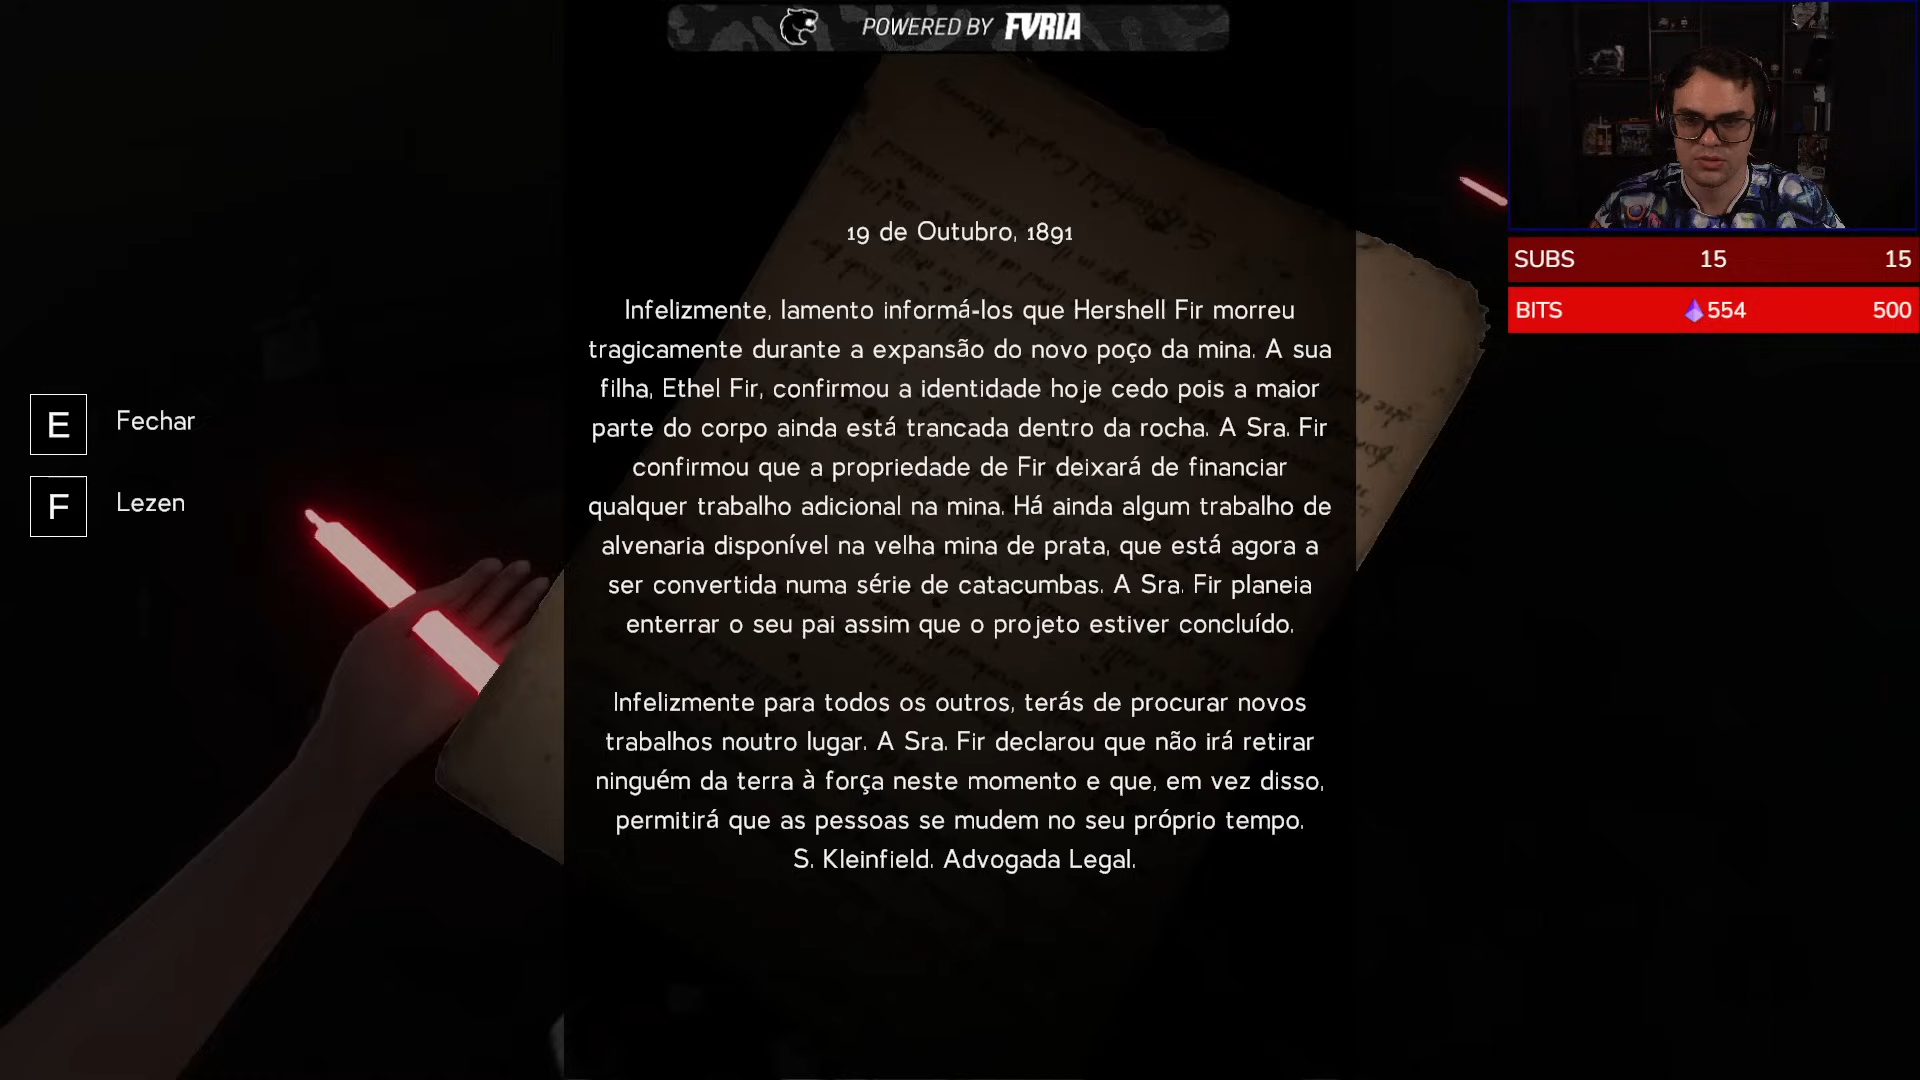 POWERED BY FVRIA
SUBS 15 15
BITS 554 500
E Fechar
F Lezen
19 de Outubro, 1891
Infelizmente, lamento informá-los que Hershell Fir morreu
tragicamente durante a expansão do novo poço da mina. A sua
filha, Ethel Fir, confirmou a identidade hoje cedo pois a maior
parte do corpo ainda está trancada dentro da rocha. A Sra. Fir
confirmou que a propriedade de Fir deixará de financiar
qualquer trabalho adicional na mina. Há ainda algum trabalho de
alvenaria disponível na velha mina de prata, que está agora a
ser convertida numa série de catacumbas. A Sra. Fir planeia
enterrar o seu pai assim que o projeto estiver concluído.
Infelizmente para todos os outros, terás de procurar novos
trabalhos noutro lugar. A Sra. Fir declarou que não irá retirar
ninguém da terra à força neste momento e que, em vez disso,
permitirá que as pessoas se mudem no seu próprio tempo.
S. Kleinfield. Advogada Legal.